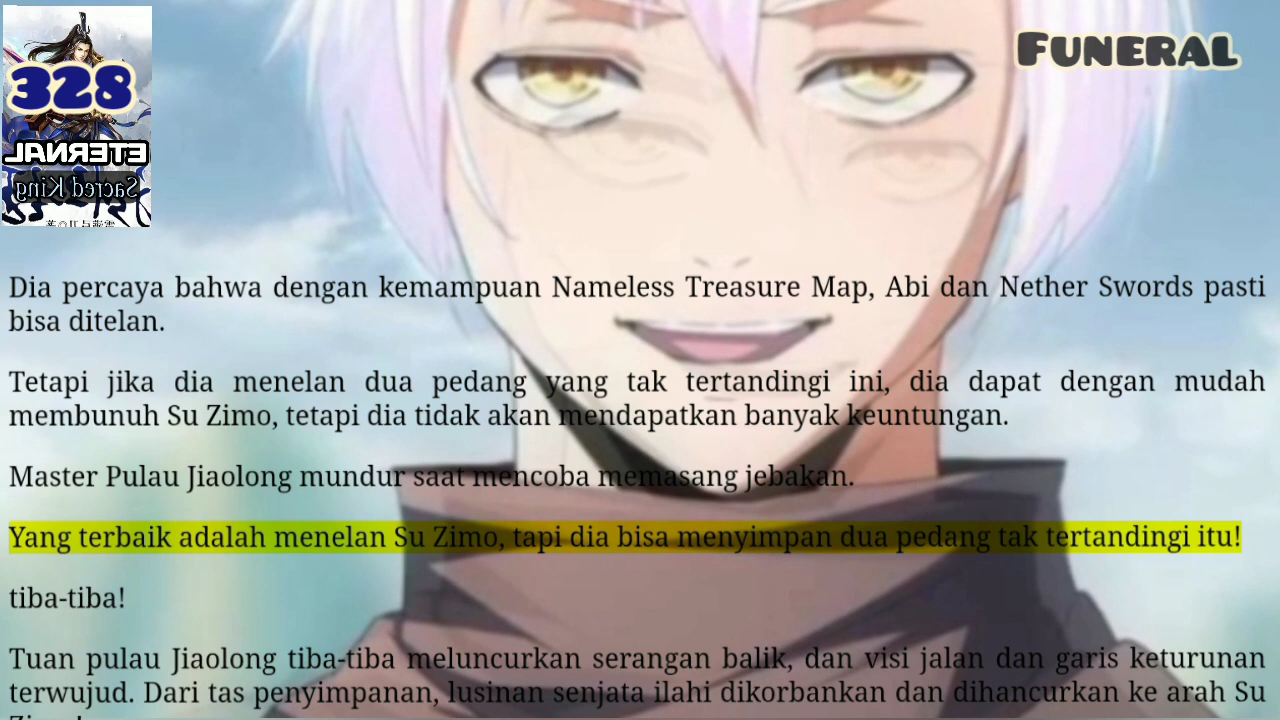 328
FUNERAL
ETERNAL
Sacred King
Dia percaya bahwa dengan kemampuan Nameless Treasure Map, Abi dan Nether Swords pasti
bisa ditelan.
Tetapi jika dia menelan dua pedang yang tak tertandingi ini, dia dapat dengan mudah
membunuh Su Zimo, tetapi dia tidak akan mendapatkan banyak keuntungan.
Master Pulau Jiaolong mundur saat mencoba memasang jebakan.
Yang terbaik adalah menelan Su Zimo, tapi dia bisa menyimpan dua pedang tak tertandingi itu!
tiba-tiba!
Tuan pulau Jiaolong tiba-tiba meluncurkan serangan balik, dan visi jalan dan garis keturunan
terwujud. Dari tas penyimpanan, lusinan senjata ilahi dikorbankan dan dihancurkan ke arah Su